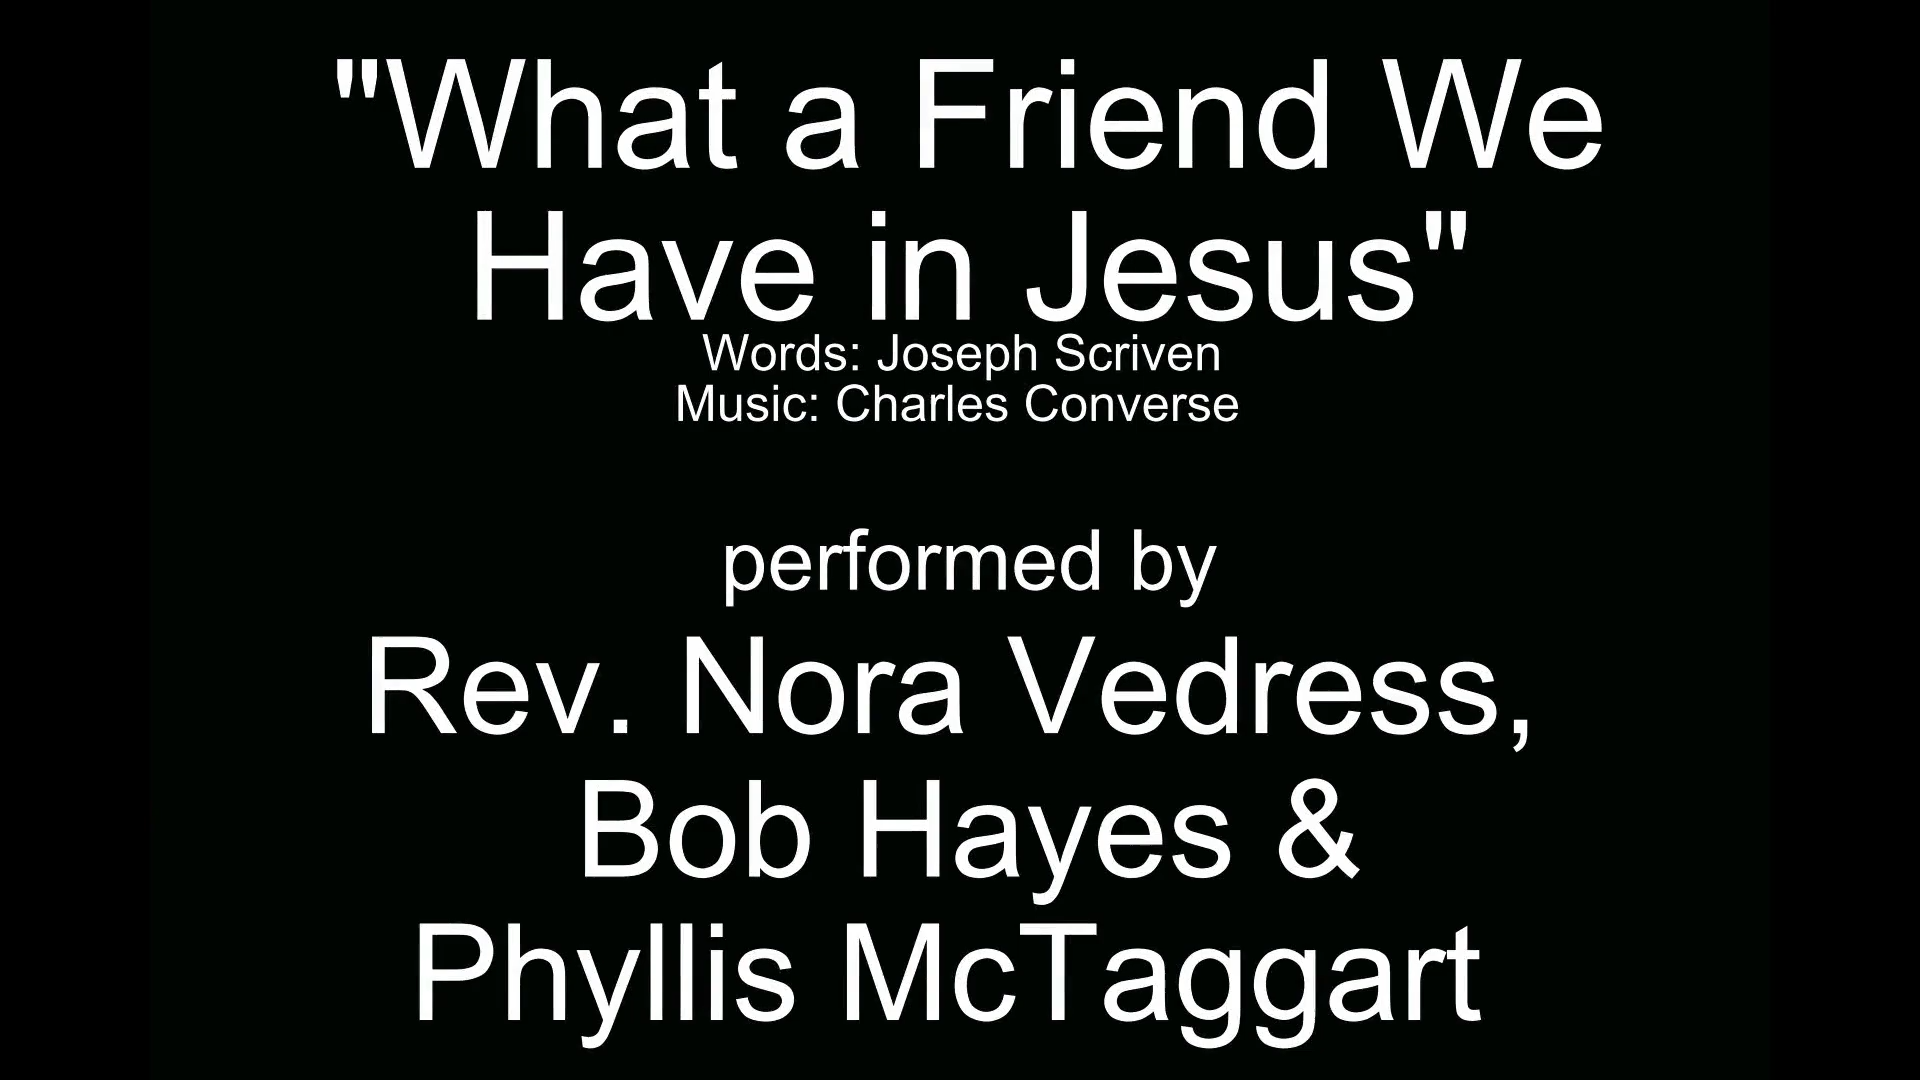 "What a Friend We
Have in Jesus"
Words: Joseph Scriven
Music: Charles Converse
performed by
Rev. Nora Vedress,
Bob Hayes &
Phyllis McTaggart